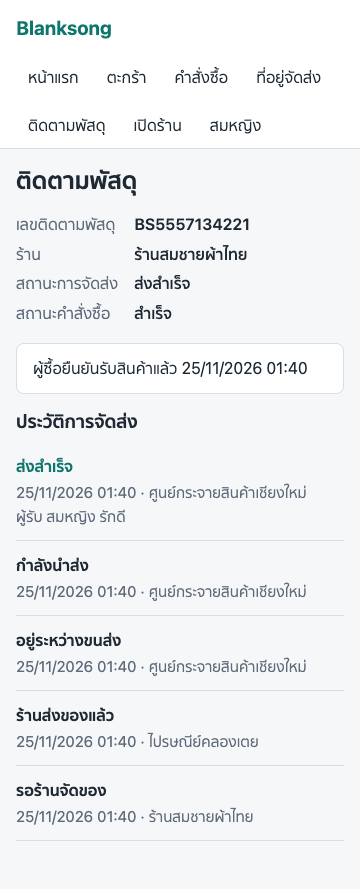 Blanksong
หน้าแรก ตะกร้า คำสั่งซื้อ ที่อยู่จัดส่ง
ติดตามพัสดุ เปิดร้าน สมหญิง
ติดตามพัสดุ
เลขติดตามพัสดุ BS5557134221
ร้าน ร้านสมชายผ้าไทย
สถานะการจัดส่ง ส่งสำเร็จ
สถานะคำสั่งซื้อ สำเร็จ
ผู้ซื้อยืนยันรับสินค้าแล้ว 25/11/2026 01:40
ประวัติการจัดส่ง
ส่งสำเร็จ
25/11/2026 01:40 · ศูนย์กระจายสินค้าเชียงใหม่
ผู้รับ สมหญิง รักดี
กำลังนำส่ง
25/11/2026 01:40 · ศูนย์กระจายสินค้าเชียงใหม่
อยู่ระหว่างขนส่ง
25/11/2026 01:40 · ศูนย์กระจายสินค้าเชียงใหม่
ร้านส่งของแล้ว
25/11/2026 01:40 · ไปรษณีย์คลองเตย
รอร้านจัดของ
25/11/2026 01:40 · ร้านสมชายผ้าไทย